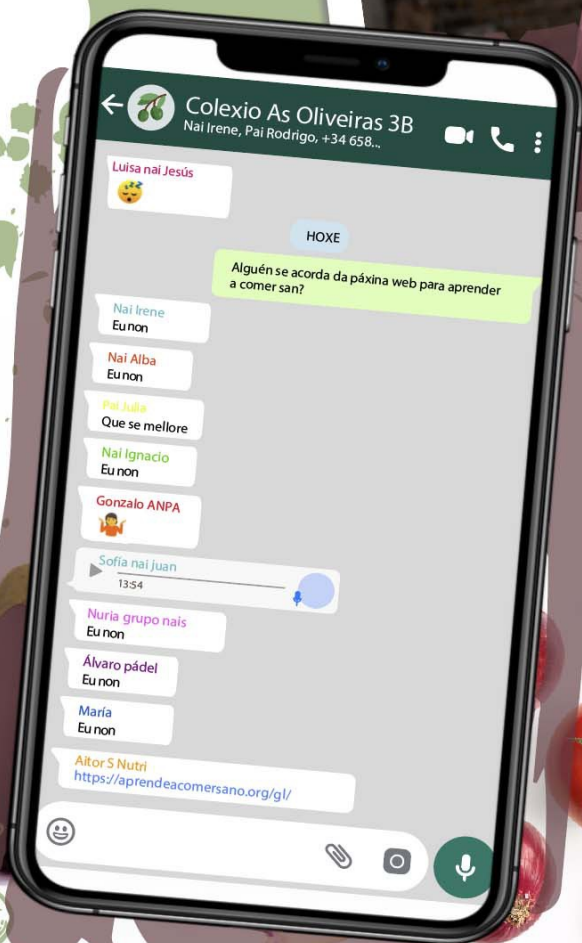 Colexio As Oliveiras 3B
Nai Irene, Pai Rodrigo, +34 658...
Luisa nai Jesús
HOXE
Alguén se acorda da páxina web para aprender
a comer san?
Nai Irene
Eu non
Nai Alba
Eu non
Pai Julia
Que se mellore
Nai Ignacio
Eu non
Gonzalo ANPA
Sofía nai juan
13:54
Nuria grupo nais
Eu non
Álvaro pádel
Eu non
María
Eu non
Aitor S Nutri
https://aprendeacomersano.org/gl/